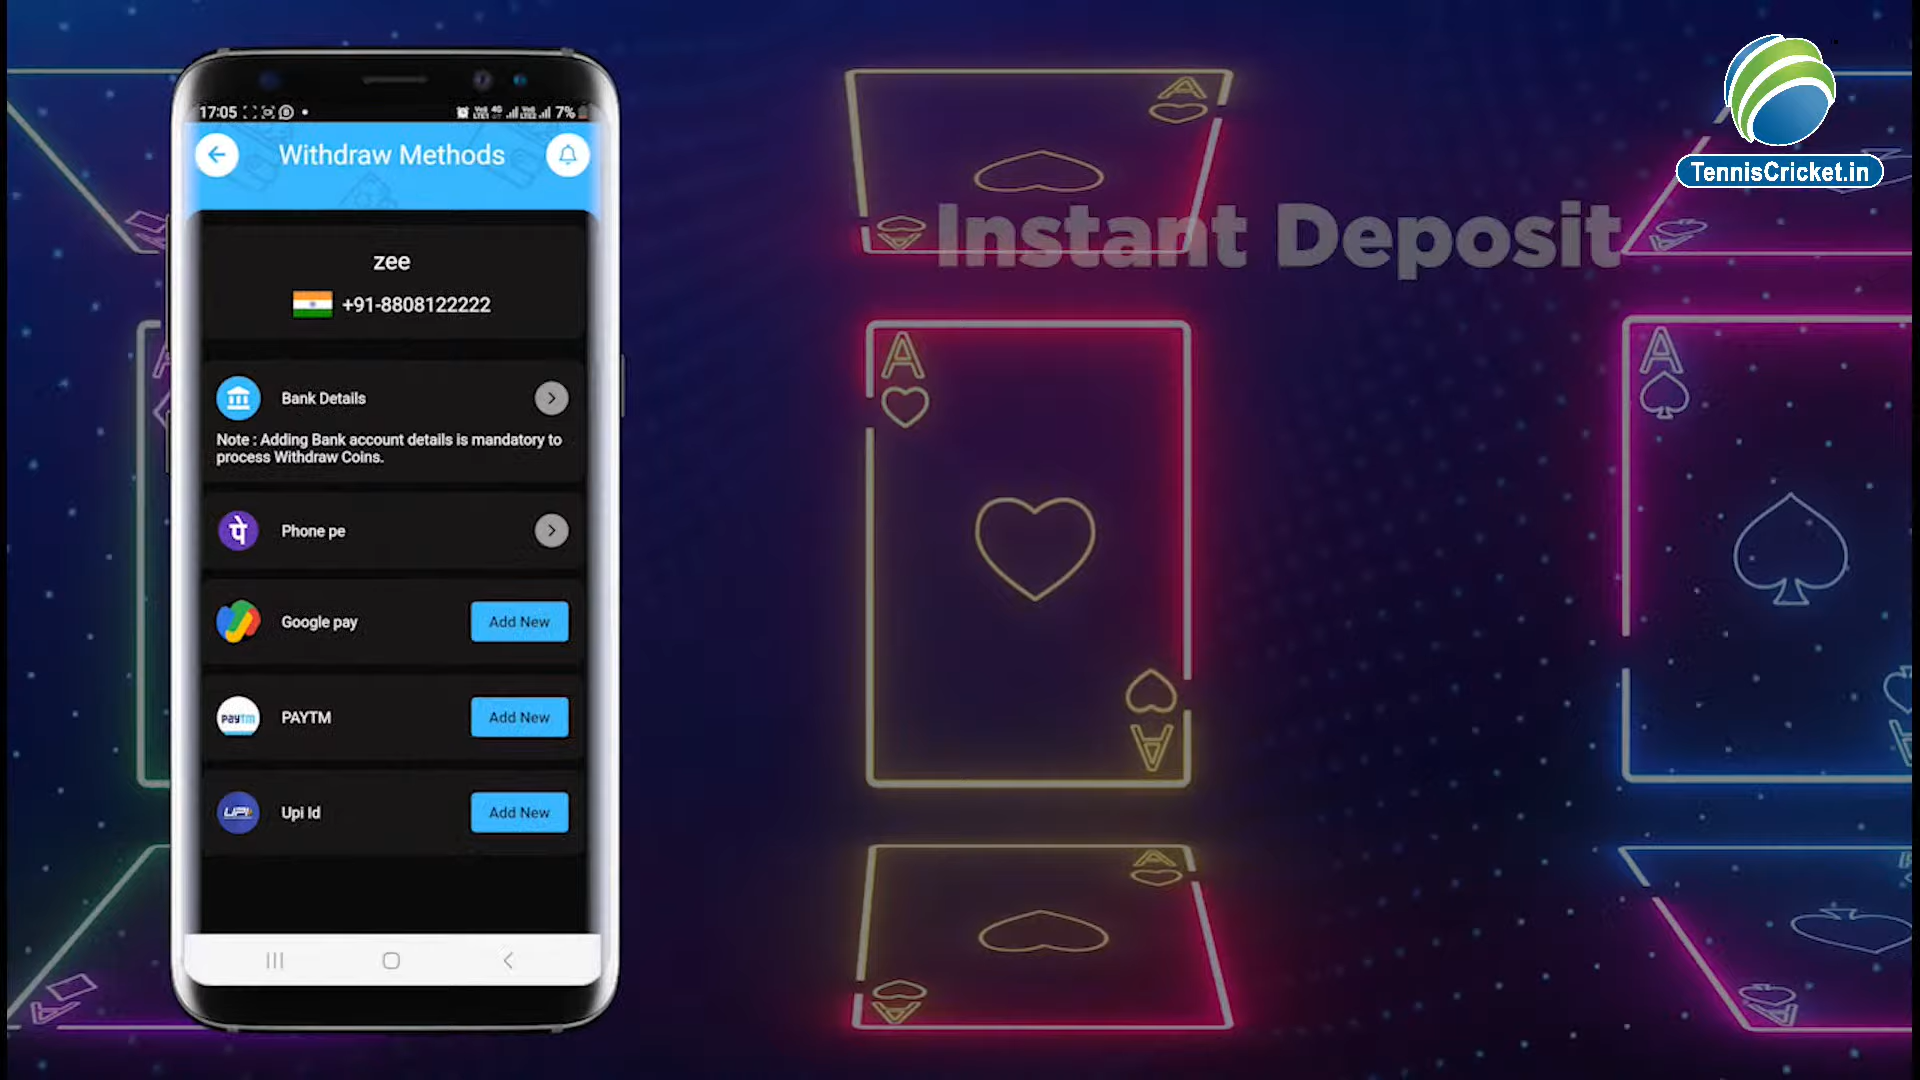 17:05
7%
Withdraw Methods
zee
+91-8808122222
Bank Details
Note : Adding Bank account details is mandatory to
process Withdraw Coins.
पे
Phone pe
Google pay
Add New
Paytm
PAYTM
Add New
UPI
Upi Id
Add New
Instant Deposit
TennisCricket.in
A
A
A
A
A
A